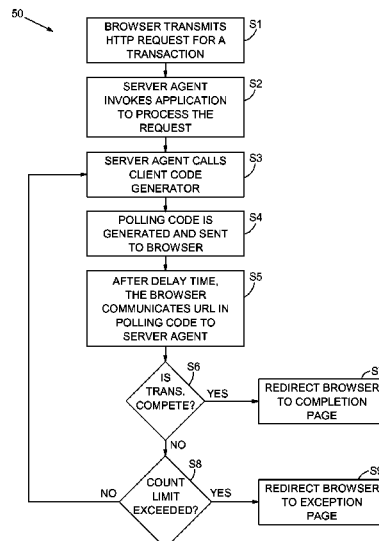 50
S1
BROWSER TRANSMITS
HTTP REQUEST FOR A
TRANSACTION
S2
SERVER AGENT
INVOKES APPLICATION
TO PROCESS THE
REQUEST
S3
SERVER AGENT CALLS
CLIENT CODE
GENERATOR
S4
POLLING CODE IS
GENERATED AND SENT
TO BROWSER
S5
AFTER DELAY TIME,
THE BROWSER
COMMUNICATES URL IN
POLLING CODE TO
SERVER AGENT
S6
IS
TRANS.
COMPETE?
YES
REDIRECT BROWSER
TO COMPLETION
PAGE
NO
S8
COUNT
LIMIT
EXCEEDED?
NO
YES
REDIRECT BROWSER
TO EXCEPTION
PAGE